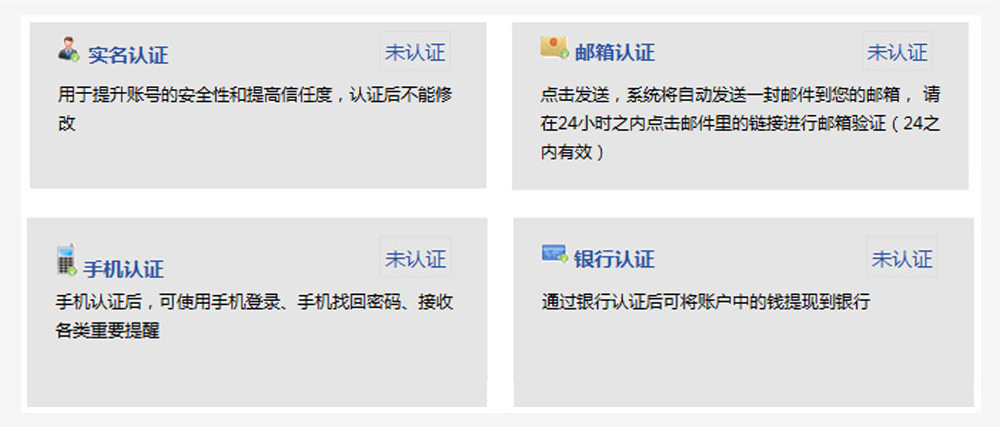 实名认证
未认证
用于提升账号的安全性和提高信任度，认证后不能修
改
邮箱认证
未认证
点击发送，系统将自动发送一封邮件到您的邮箱， 请
在24小时之内点击邮件里的链接进行邮箱验证（24之
内有效）
手机认证
未认证
手机认证后，可使用手机登录、手机找回密码、接收
各类重要提醒
银行认证
未认证
通过银行认证后可将账户中的钱提现到银行